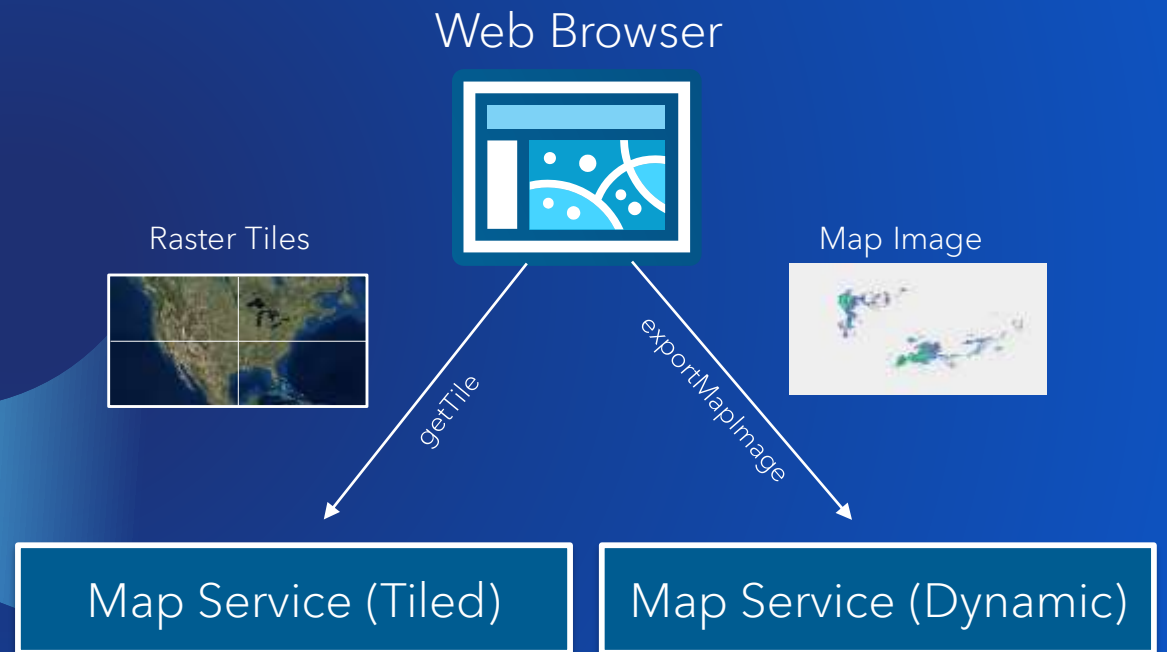 Web Browser
Raster Tiles
Map Image
getTile
exportMapImage
Map Service (Tiled)
Map Service (Dynamic)